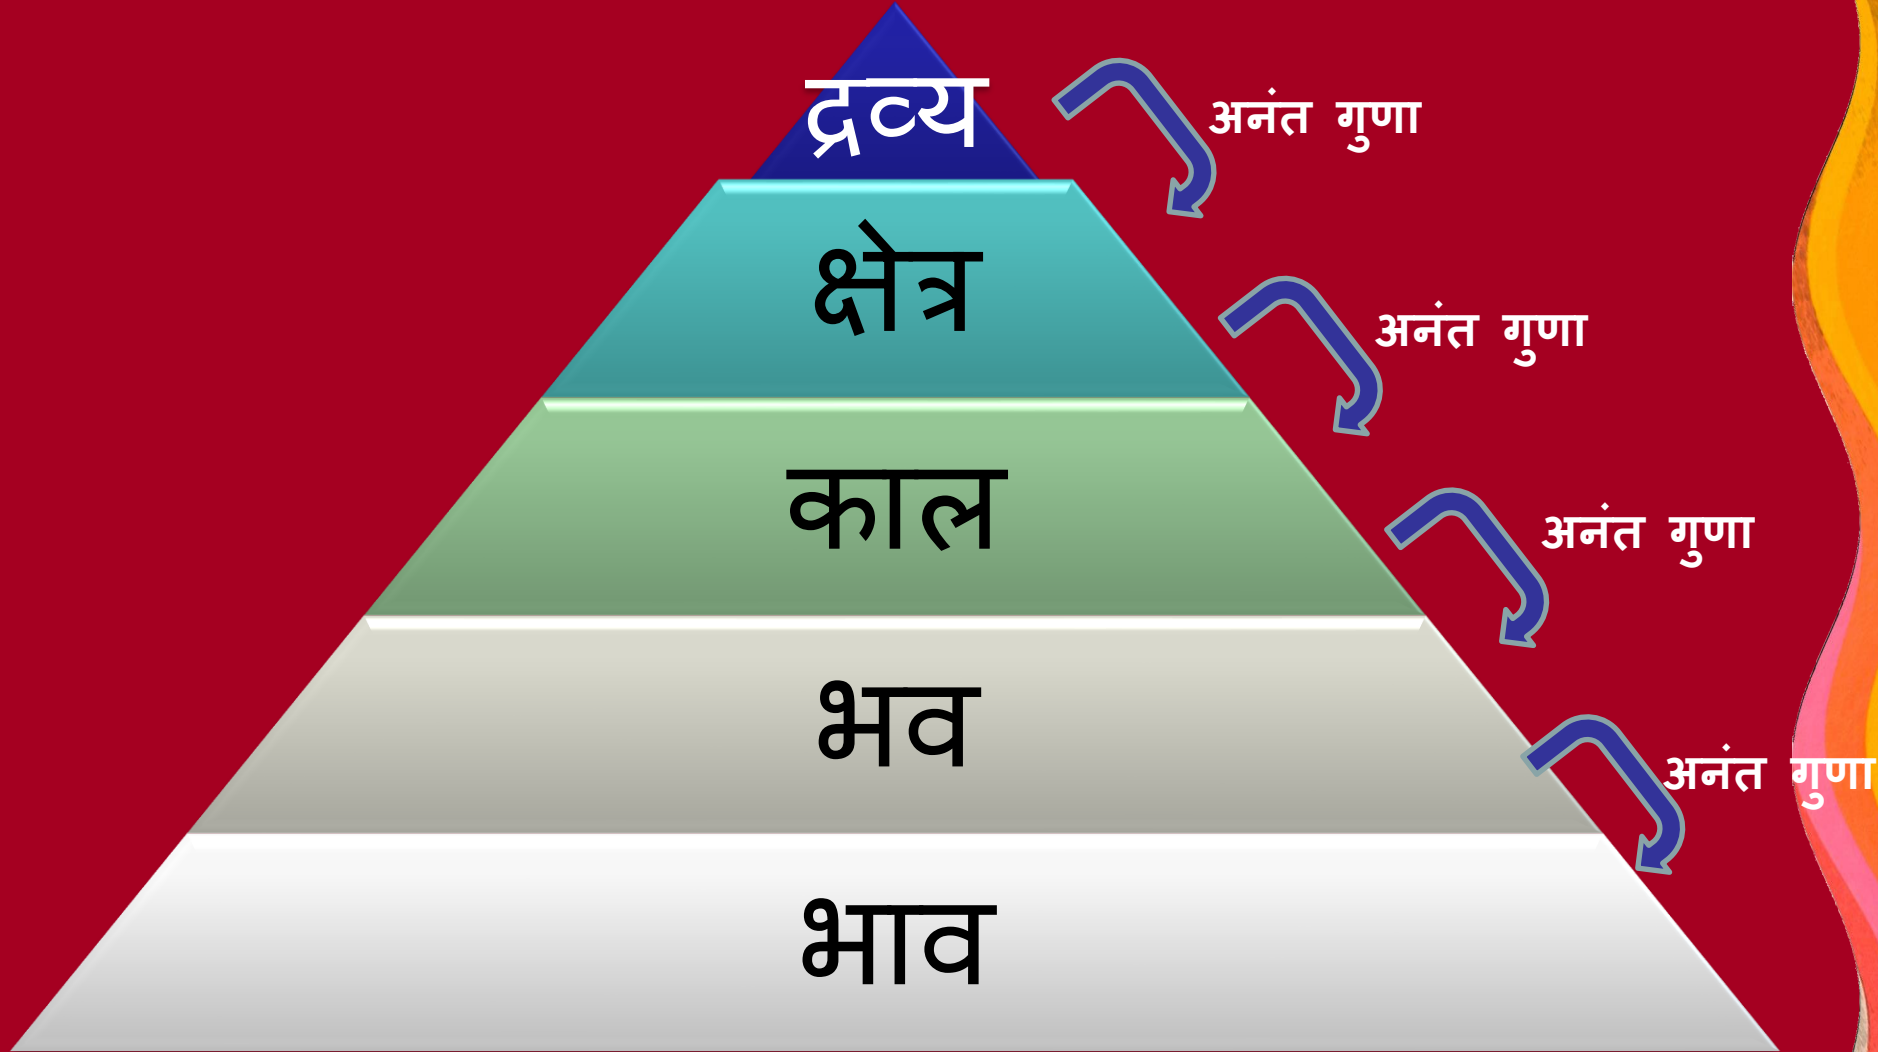 द्रव्य
अनंत गुणा
क्षेत्र
अनंत गुणा
काल
अनंत गुणा
भव
अनंत गुणा
भाव